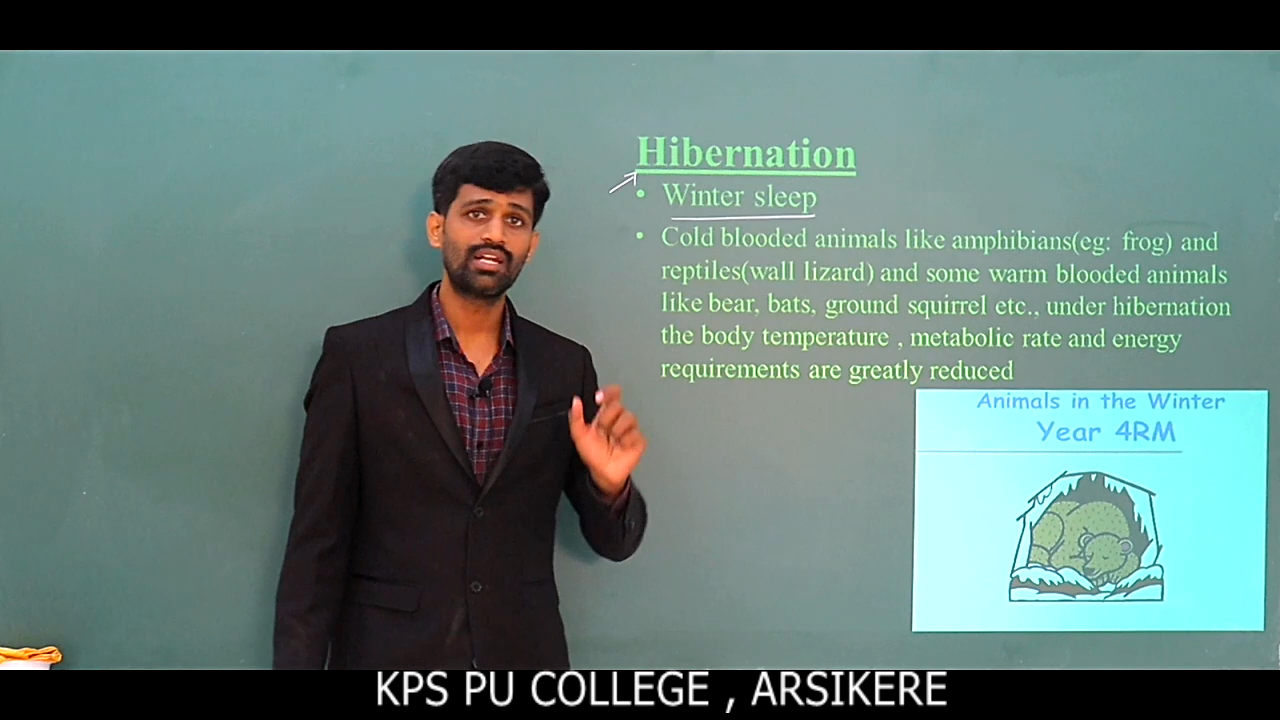 Hibernation
• Winter sleep
• Cold blooded animals like amphibians(eg: frog) and
reptiles(wall lizard) and some warm blooded animals
like bear, bats, ground squirrel etc., under hibernation
the body temperature , metabolic rate and energy
requirements are greatly reduced
Animals in the Winter
Year 4RM
KPS PU COLLEGE , ARSIKERE